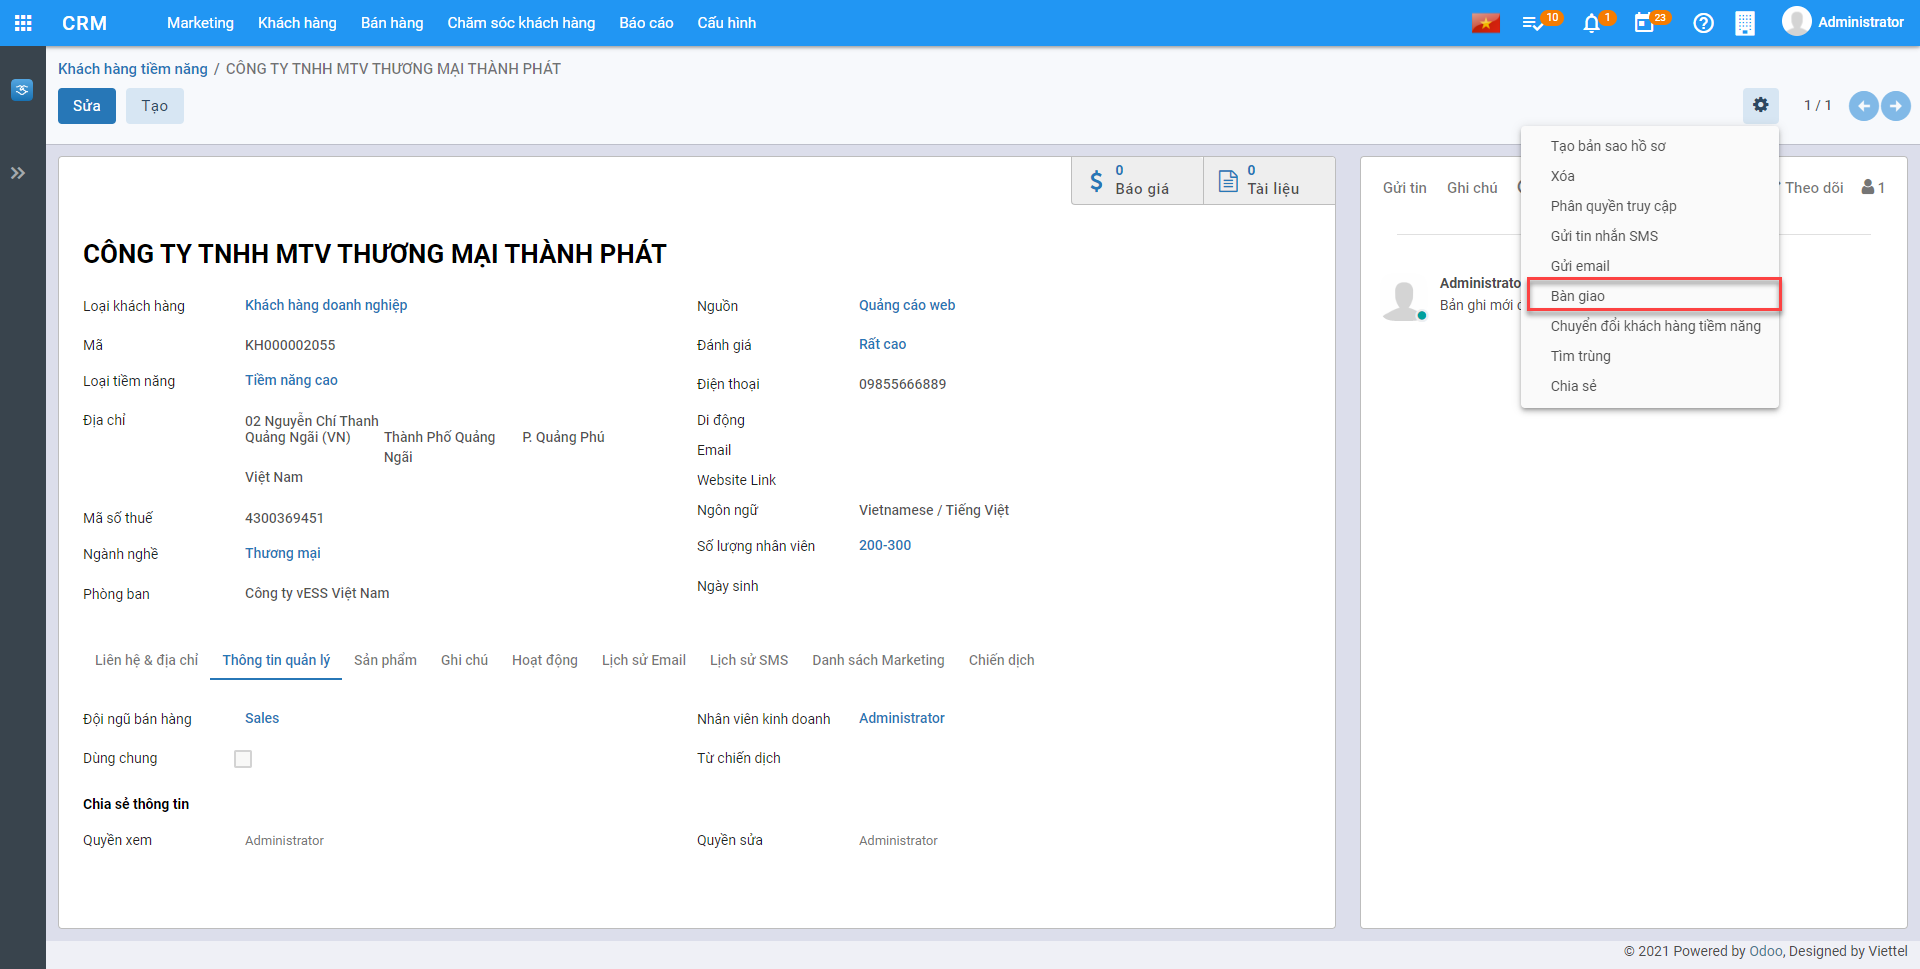 CRM Marketing Khách hàng Bán hàng Chăm sóc khách hàng Báo cáo Cấu hình 10 1 23 Administrator
Khách hàng tiềm năng / CÔNG TY TNHH MTV THƯƠNG MẠI THÀNH PHÁT
Sửa Tạo 1 / 1
Tạo bản sao hồ sơ
Xóa
Phân quyền truy cập
Gửi tin nhắn SMS
Gửi email
Bàn giao
Chuyển đổi khách hàng tiềm năng
Tìm trùng
Chia sẻ
0 Báo giá
0 Tài liệu
Gửi tin Ghi chú Theo dõi 1
Administrato
Bản ghi mới
CÔNG TY TNHH MTV THƯƠNG MẠI THÀNH PHÁT
Loại khách hàng Khách hàng doanh nghiệp Nguồn Quảng cáo web
Mã KH000002055 Đánh giá Rất cao
Loại tiềm năng Tiềm năng cao Điện thoại 09855666889
Địa chỉ 02 Nguyễn Chí Thanh Di động
Quảng Ngãi (VN) Thành Phố Quảng Ngãi P. Quảng Phú
Email
Việt Nam Website Link
Mã số thuế 4300369451 Ngôn ngữ Vietnamese / Tiếng Việt
Ngành nghề Thương mại Số lượng nhân viên 200-300
Phòng ban Công ty vESS Việt Nam Ngày sinh
Liên hệ & địa chỉ Thông tin quản lý Sản phẩm Ghi chú Hoạt động Lịch sử Email Lịch sử SMS Danh sách Marketing Chiến dịch
Đội ngũ bán hàng Sales Nhân viên kinh doanh Administrator
Dùng chung Từ chiến dịch
Chia sẻ thông tin
Quyền xem Administrator Quyền sửa Administrator
© 2021 Powered by Odoo, Designed by Viettel